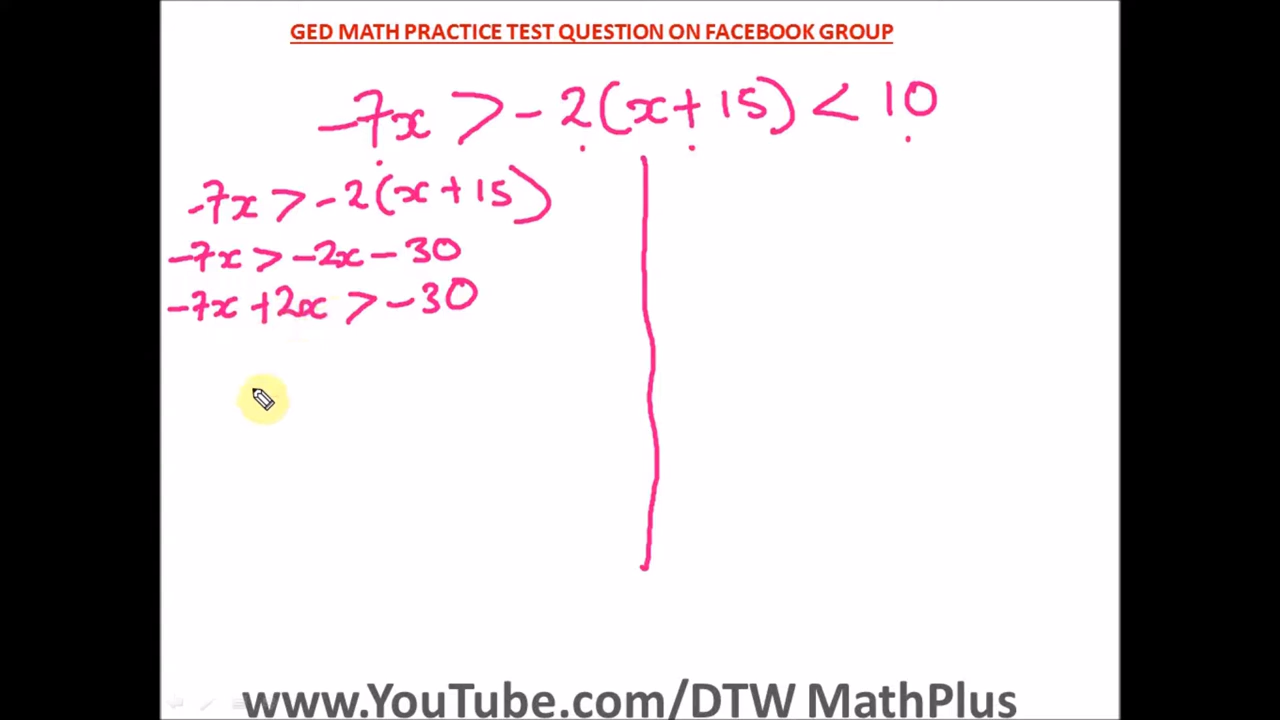 GED MATH PRACTICE TEST QUESTION ON FACEBOOK GROUP
-7x > -2(x+15) < 10
-7x > -2(x+15)
-7x > -2x - 30
-7x +2x > -30
www.YouTube.com/DTW MathPlus